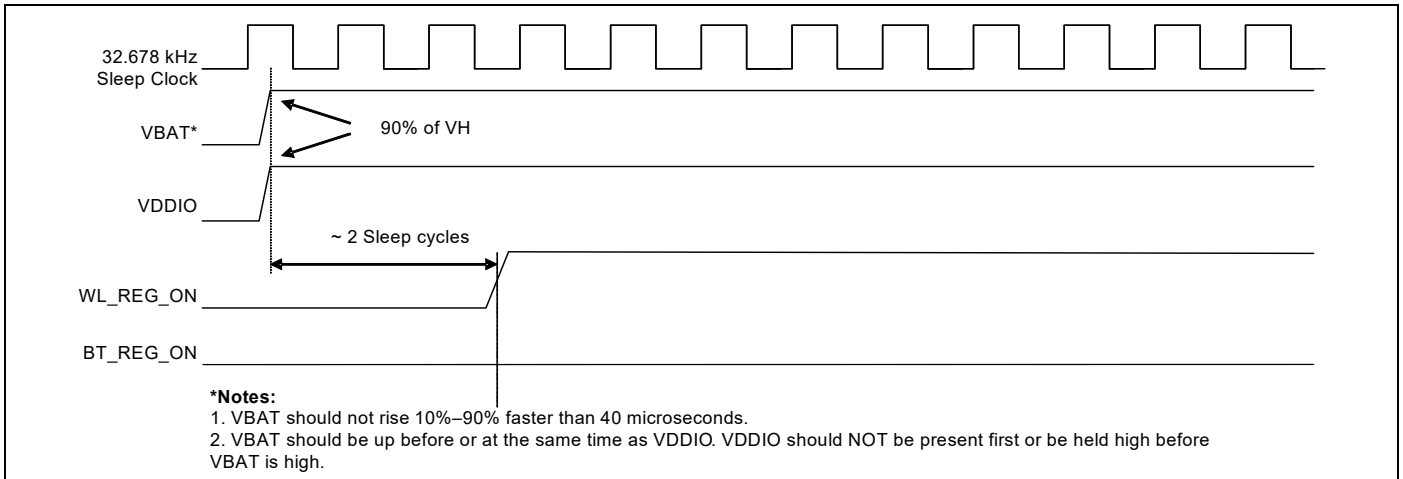 32.678 kHz
Sleep Clock
VBAT*
90% of VH
VDDIO
~ 2 Sleep cycles
WL_REG_ON
BT_REG_ON
*Notes:
1. VBAT should not rise 10%–90% faster than 40 microseconds.
2. VBAT should be up before or at the same time as VDDIO. VDDIO should NOT be present first or be held high before
VBAT is high.